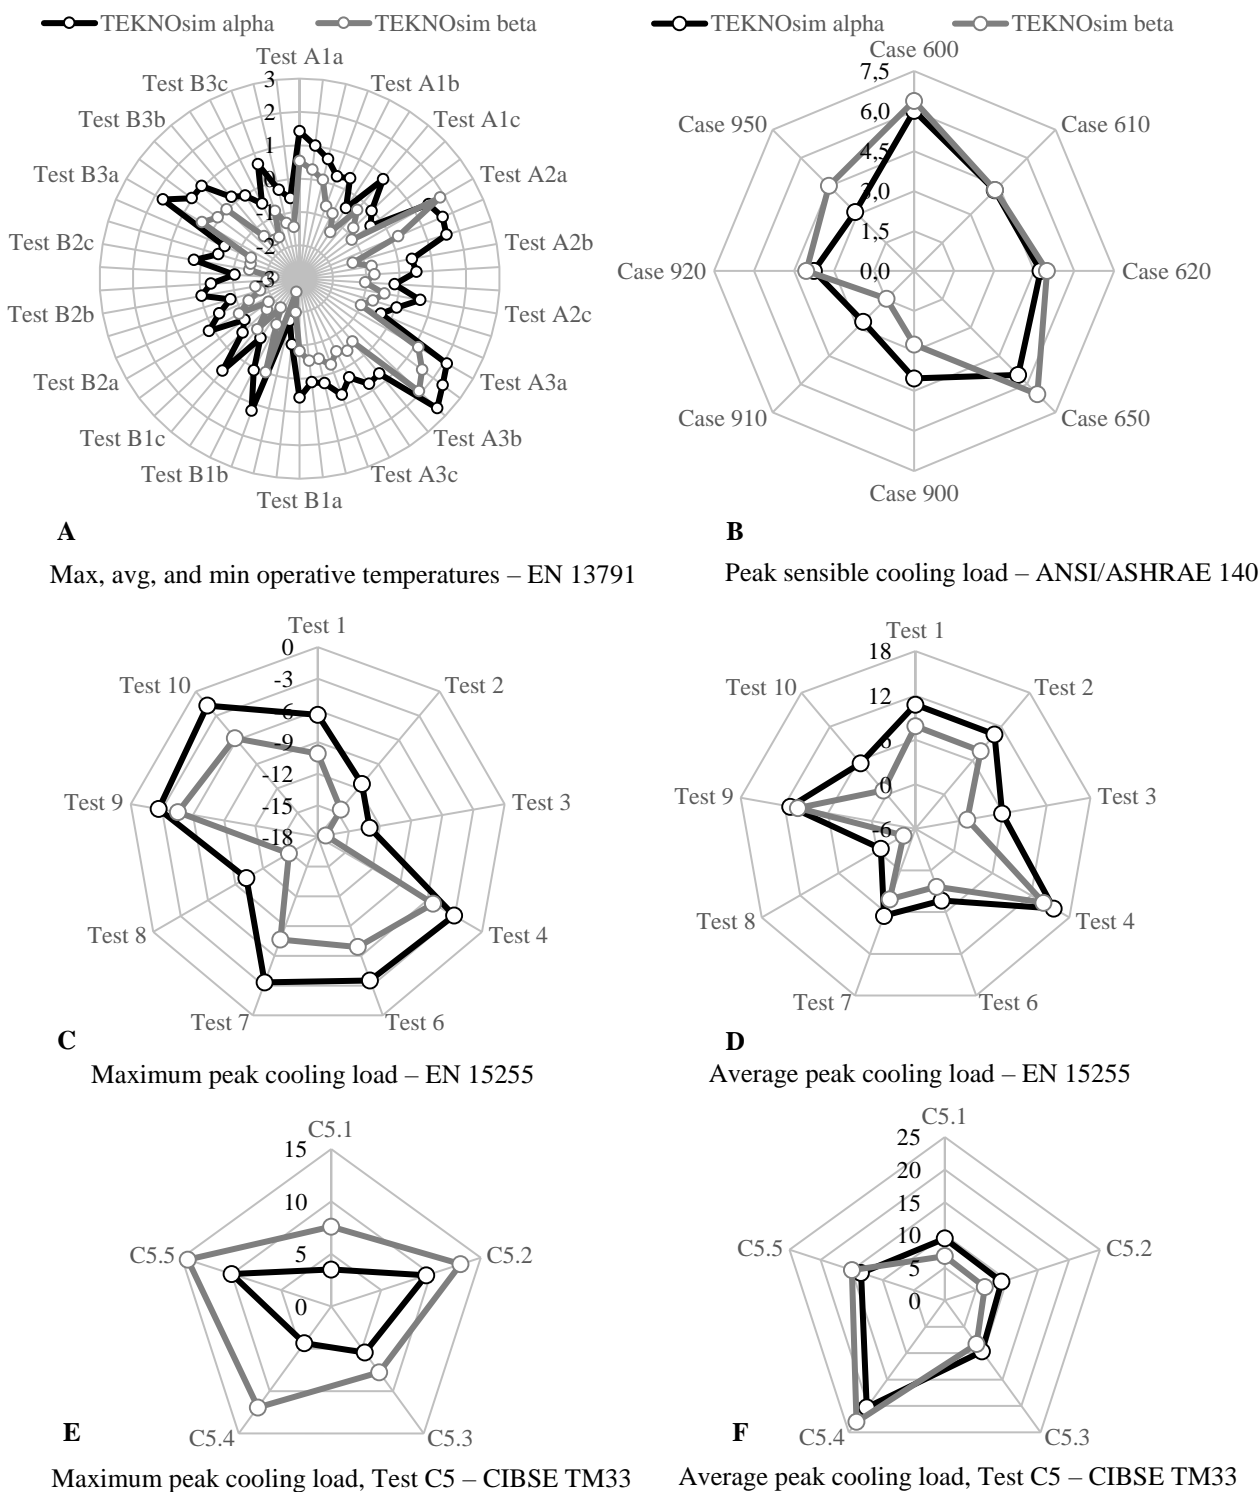 TEKNOsim alpha TEKNOsim beta
Test A1a
Test A1b
Test A1c
Test A2a
Test A2b
Test A2c
Test A3a
Test A3b
Test A3c
Test B1a
Test B1b
Test B1c
Test B2a
Test B2b
Test B2c
Test B3a
Test B3b
Test B3c
3
2
1
0
-1
-2
-3
A
Max, avg, and min operative temperatures – EN 13791
TEKNOsim alpha TEKNOsim beta
Case 600
Case 610
Case 620
Case 650
Case 900
Case 910
Case 920
Case 950
7,5
6,0
4,5
3,0
1,5
0,0
B
Peak sensible cooling load – ANSI/ASHRAE 140
Test 1
Test 2
Test 3
Test 4
Test 6
Test 7
Test 8
Test 9
Test 10
0
-3
-6
-9
-12
-15
-18
C
Maximum peak cooling load – EN 15255
Test 1
Test 2
Test 3
Test 4
Test 6
Test 7
Test 8
Test 9
Test 10
18
12
6
0
-6
D
Average peak cooling load – EN 15255
C5.1
C5.2
C5.3
C5.4
C5.5
15
10
5
0
E
Maximum peak cooling load, Test C5 – CIBSE TM33
C5.1
C5.2
C5.3
C5.4
C5.5
25
20
15
10
5
0
F
Average peak cooling load, Test C5 – CIBSE TM33